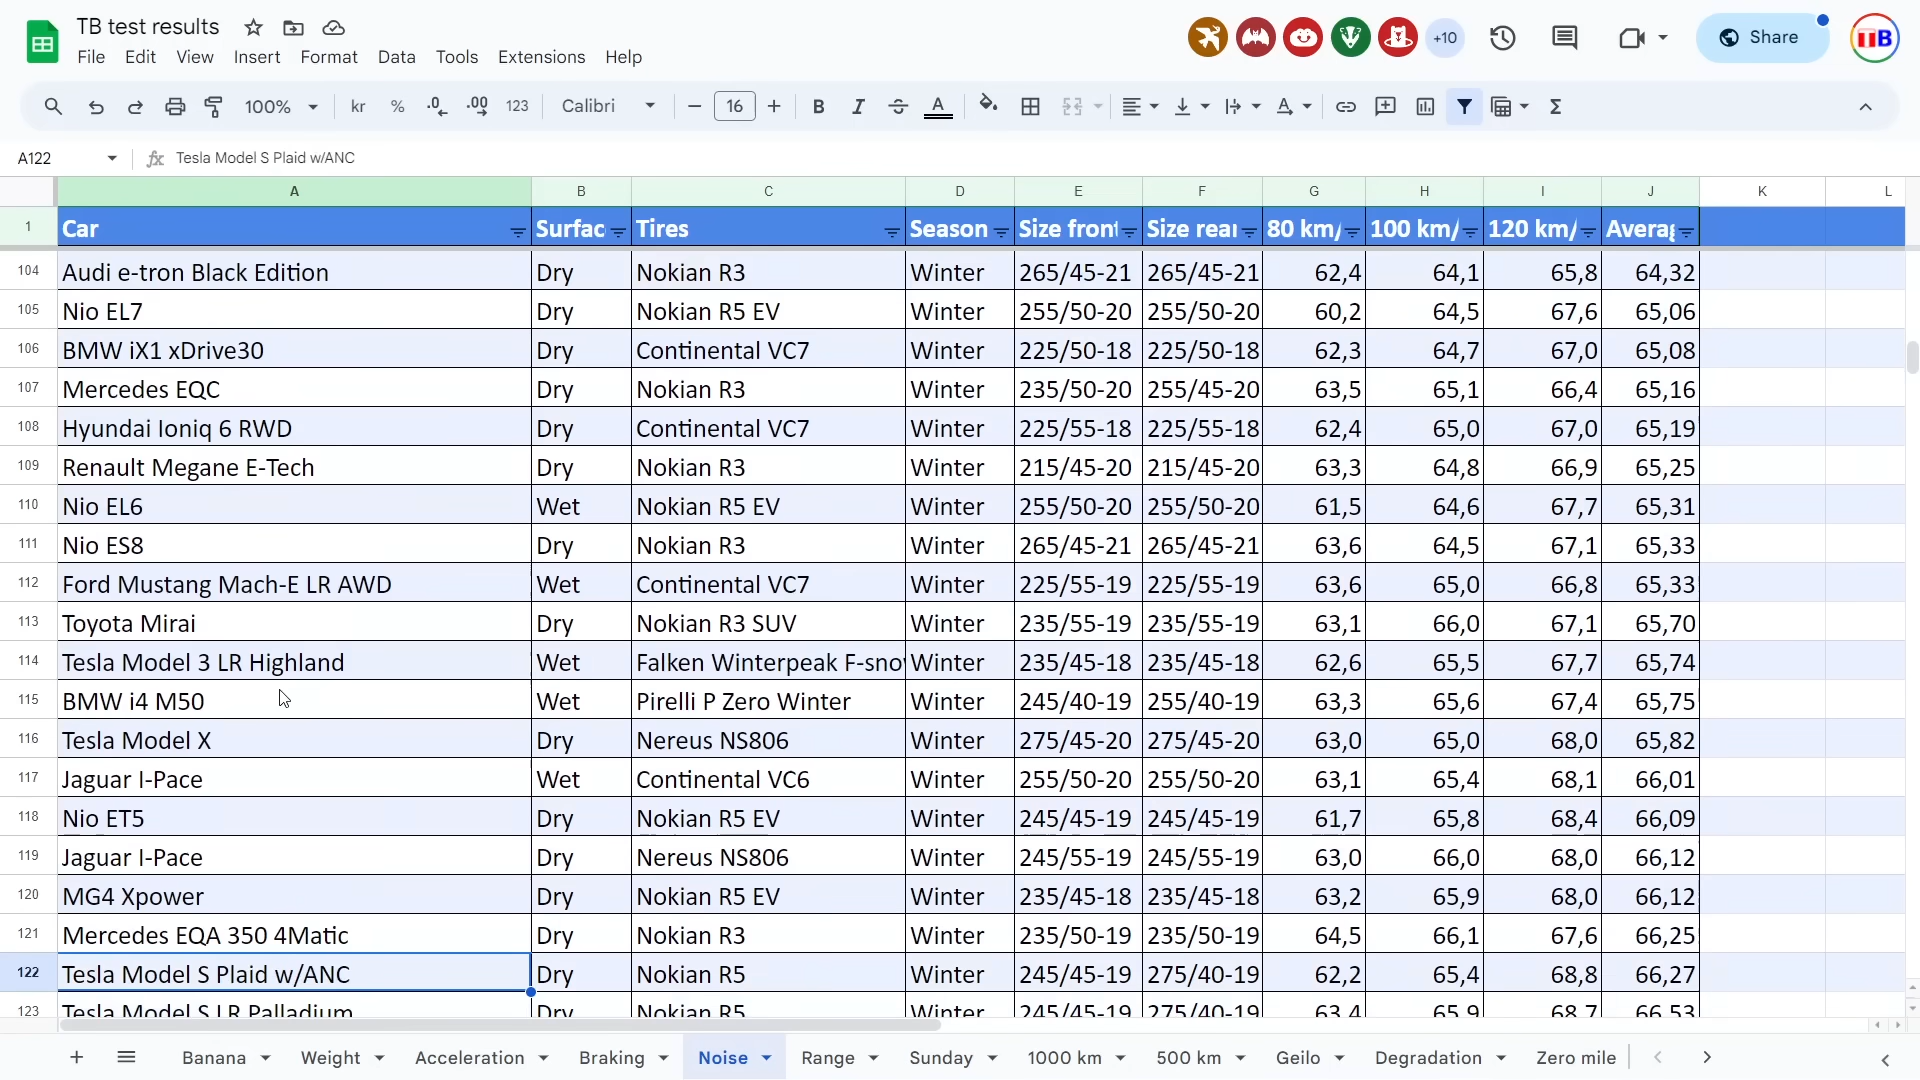 TB test results
File Edit View Insert Format Data Tools Extensions Help
+10
Share
TTB
100% kr % .0 .00 123 Calibri 16 B I A
A122 fx Tesla Model S Plaid w/ANC
A B C D E F G H I J K L
1 Car Surfac Tires Season Size front Size rear 80 km/ 100 km/ 120 km/ Averag
104 Audi e-tron Black Edition Dry Nokian R3 Winter 265/45-21 265/45-21 62,4 64,1 65,8 64,32
105 Nio EL7 Dry Nokian R5 EV Winter 255/50-20 255/50-20 60,2 64,5 67,6 65,06
106 BMW iX1 xDrive30 Dry Continental VC7 Winter 225/50-18 225/50-18 62,3 64,7 67,0 65,08
107 Mercedes EQC Dry Nokian R3 Winter 235/50-20 255/45-20 63,5 65,1 66,4 65,16
108 Hyundai Ioniq 6 RWD Dry Continental VC7 Winter 225/55-18 225/55-18 62,4 65,0 67,0 65,19
109 Renault Megane E-Tech Dry Nokian R3 Winter 215/45-20 215/45-20 63,3 64,8 66,9 65,25
110 Nio EL6 Wet Nokian R5 EV Winter 255/50-20 255/50-20 61,5 64,6 67,7 65,31
111 Nio ES8 Dry Nokian R3 Winter 265/45-21 265/45-21 63,6 64,5 67,1 65,33
112 Ford Mustang Mach-E LR AWD Wet Continental VC7 Winter 225/55-19 225/55-19 63,6 65,0 66,8 65,33
113 Toyota Mirai Dry Nokian R3 SUV Winter 235/55-19 235/55-19 63,1 66,0 67,1 65,70
114 Tesla Model 3 LR Highland Wet Falken Winterpeak F-snow Winter 235/45-18 235/45-18 62,6 65,5 67,7 65,74
115 BMW i4 M50 Wet Pirelli P Zero Winter Winter 245/40-19 255/40-19 63,3 65,6 67,4 65,75
116 Tesla Model X Dry Nereus NS806 Winter 275/45-20 275/45-20 63,0 65,0 68,0 65,82
117 Jaguar I-Pace Wet Continental VC6 Winter 255/50-20 255/50-20 63,1 65,4 68,1 66,01
118 Nio ET5 Dry Nokian R5 EV Winter 245/45-19 245/45-19 61,7 65,8 68,4 66,09
119 Jaguar I-Pace Dry Nereus NS806 Winter 245/55-19 245/55-19 63,0 66,0 68,0 66,12
120 MG4 Xpower Dry Nokian R5 EV Winter 235/45-18 235/45-18 63,2 65,9 68,0 66,12
121 Mercedes EQA 350 4Matic Dry Nokian R3 Winter 235/50-19 235/50-19 64,5 66,1 67,6 66,25
122 Tesla Model S Plaid w/ANC Dry Nokian R5 Winter 245/45-19 275/40-19 62,2 65,4 68,8 66,27
123 Tesla Model S LR Palladium Dry Nokian R5 Winter 245/45-19 275/40-19 63,4 65,9 68,7 66,53
Banana Weight Acceleration Braking Noise Range Sunday 1000 km 500 km Geilo Degradation Zero mile